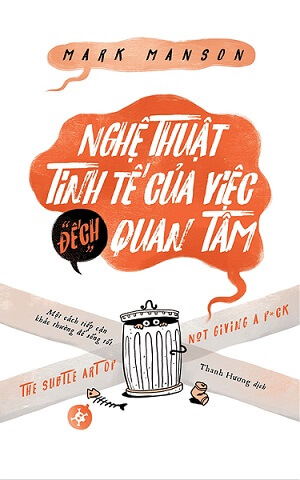 MARK MANSON
NGHỆ THUẬT
TINH TẾ CỦA VIỆC
"ĐẾCH" QUAN TÂM
Một cách tiếp cận
khác thường để sống tốt
THE SUBTLE ART OF
NOT GIVING A F*CK
Thanh Hương dịch